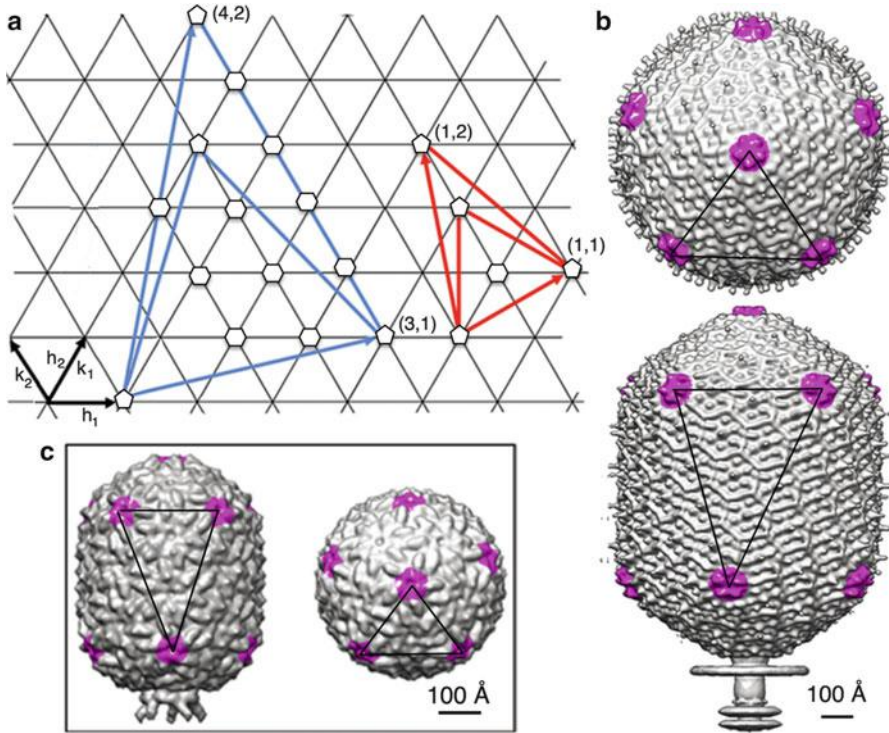 a
(4,2)
b
(1,2)
(1,1)
(3,1)
h₂
k₁
k₂
h₁
c
100 Å
100 Å